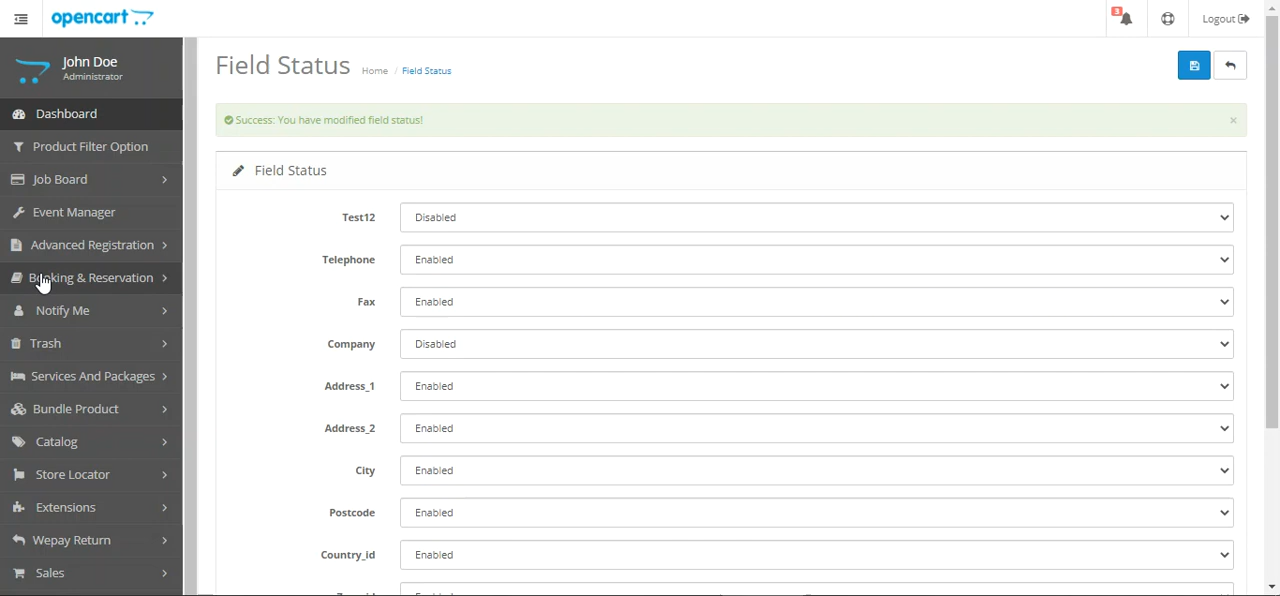 opencart
3
Logout
John Doe
Administrator
Field Status
Home / Field Status
Dashboard
Success: You have modified field status!
×
Product Filter Option
Field Status
Job Board
Event Manager
Test12 Disabled
Advanced Registration
Telephone Enabled
Booking & Reservation
Fax Enabled
Notify Me
Company Disabled
Trash
Services And Packages
Address_1 Enabled
Bundle Product
Address_2 Enabled
Catalog
City Enabled
Store Locator
Extensions
Postcode Enabled
Wepay Return
Country_id Enabled
Sales